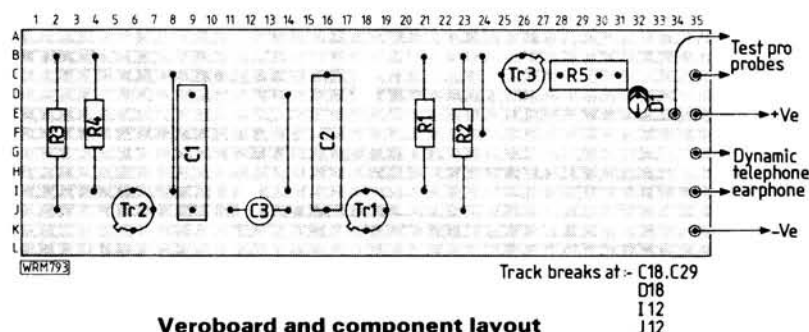 1 2 3 4 5 6 7 8 9 10 11 12 13 14 15 16 17 18 19 20 21 22 23 24 25 26 27 28 29 30 31 32 33 34 35
A
B
C
D
E
F
G
H
I
J
K
L
R3
R4
Tr2
C1
C3
C2
Tr1
R1
R2
Tr3
R5
D1
Test pro
probes
+Ve
Dynamic
telephone
earphone
-Ve
WRM793
Track breaks at :- C18.C29
D18
I 12
J 12
Veroboard and component layout